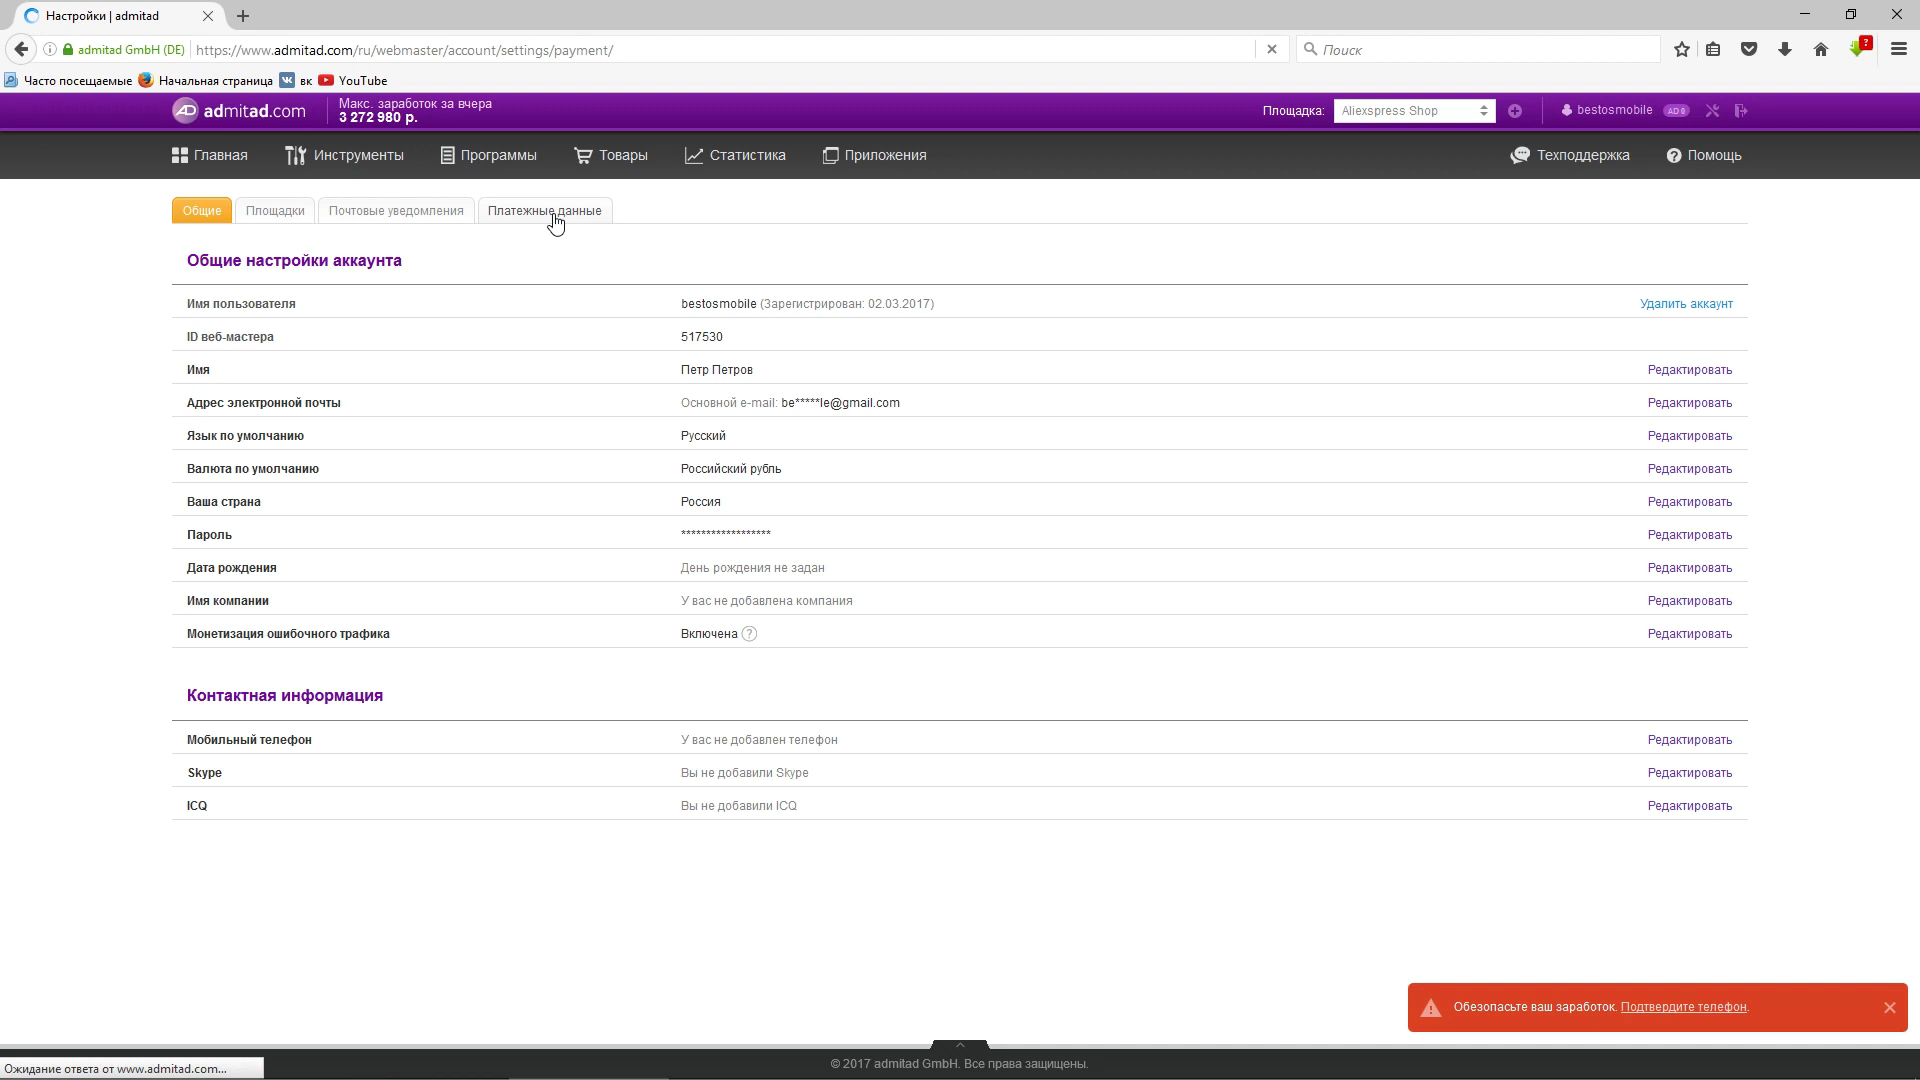 Настройки | admitad
admitad GmbH (DE) https://www.admitad.com/ru/webmaster/account/settings/payment/ Поиск
Часто посещаемые Начальная страница вк YouTube
admitad.com Макс. заработок за вчера
3 272 980 р.
Площадка: Aliexspress Shop bestosmobile AD 0
Главная Инструменты Программы Товары Статистика Приложения Техподдержка Помощь
Общие Площадки Почтовые уведомления Платежные данные
Общие настройки аккаунта
Имя пользователя bestosmobile (Зарегистрирован: 02.03.2017) Удалить аккаунт
ID веб-мастера 517530
Имя Петр Петров Редактировать
Адрес электронной почты Основной e-mail: be*****le@gmail.com Редактировать
Язык по умолчанию Русский Редактировать
Валюта по умолчанию Российский рубль Редактировать
Ваша страна Россия Редактировать
Пароль ****************** Редактировать
Дата рождения День рождения не задан Редактировать
Имя компании У вас не добавлена компания Редактировать
Монетизация ошибочного трафика Включена ? Редактировать
Контактная информация
Мобильный телефон У вас не добавлен телефон Редактировать
Skype Вы не добавили Skype Редактировать
ICQ Вы не добавили ICQ Редактировать
Обезопасьте ваш заработок. Подтвердите телефон.
© 2017 admitad GmbH. Все права защищены.
Ожидание ответа от www.admitad.com...